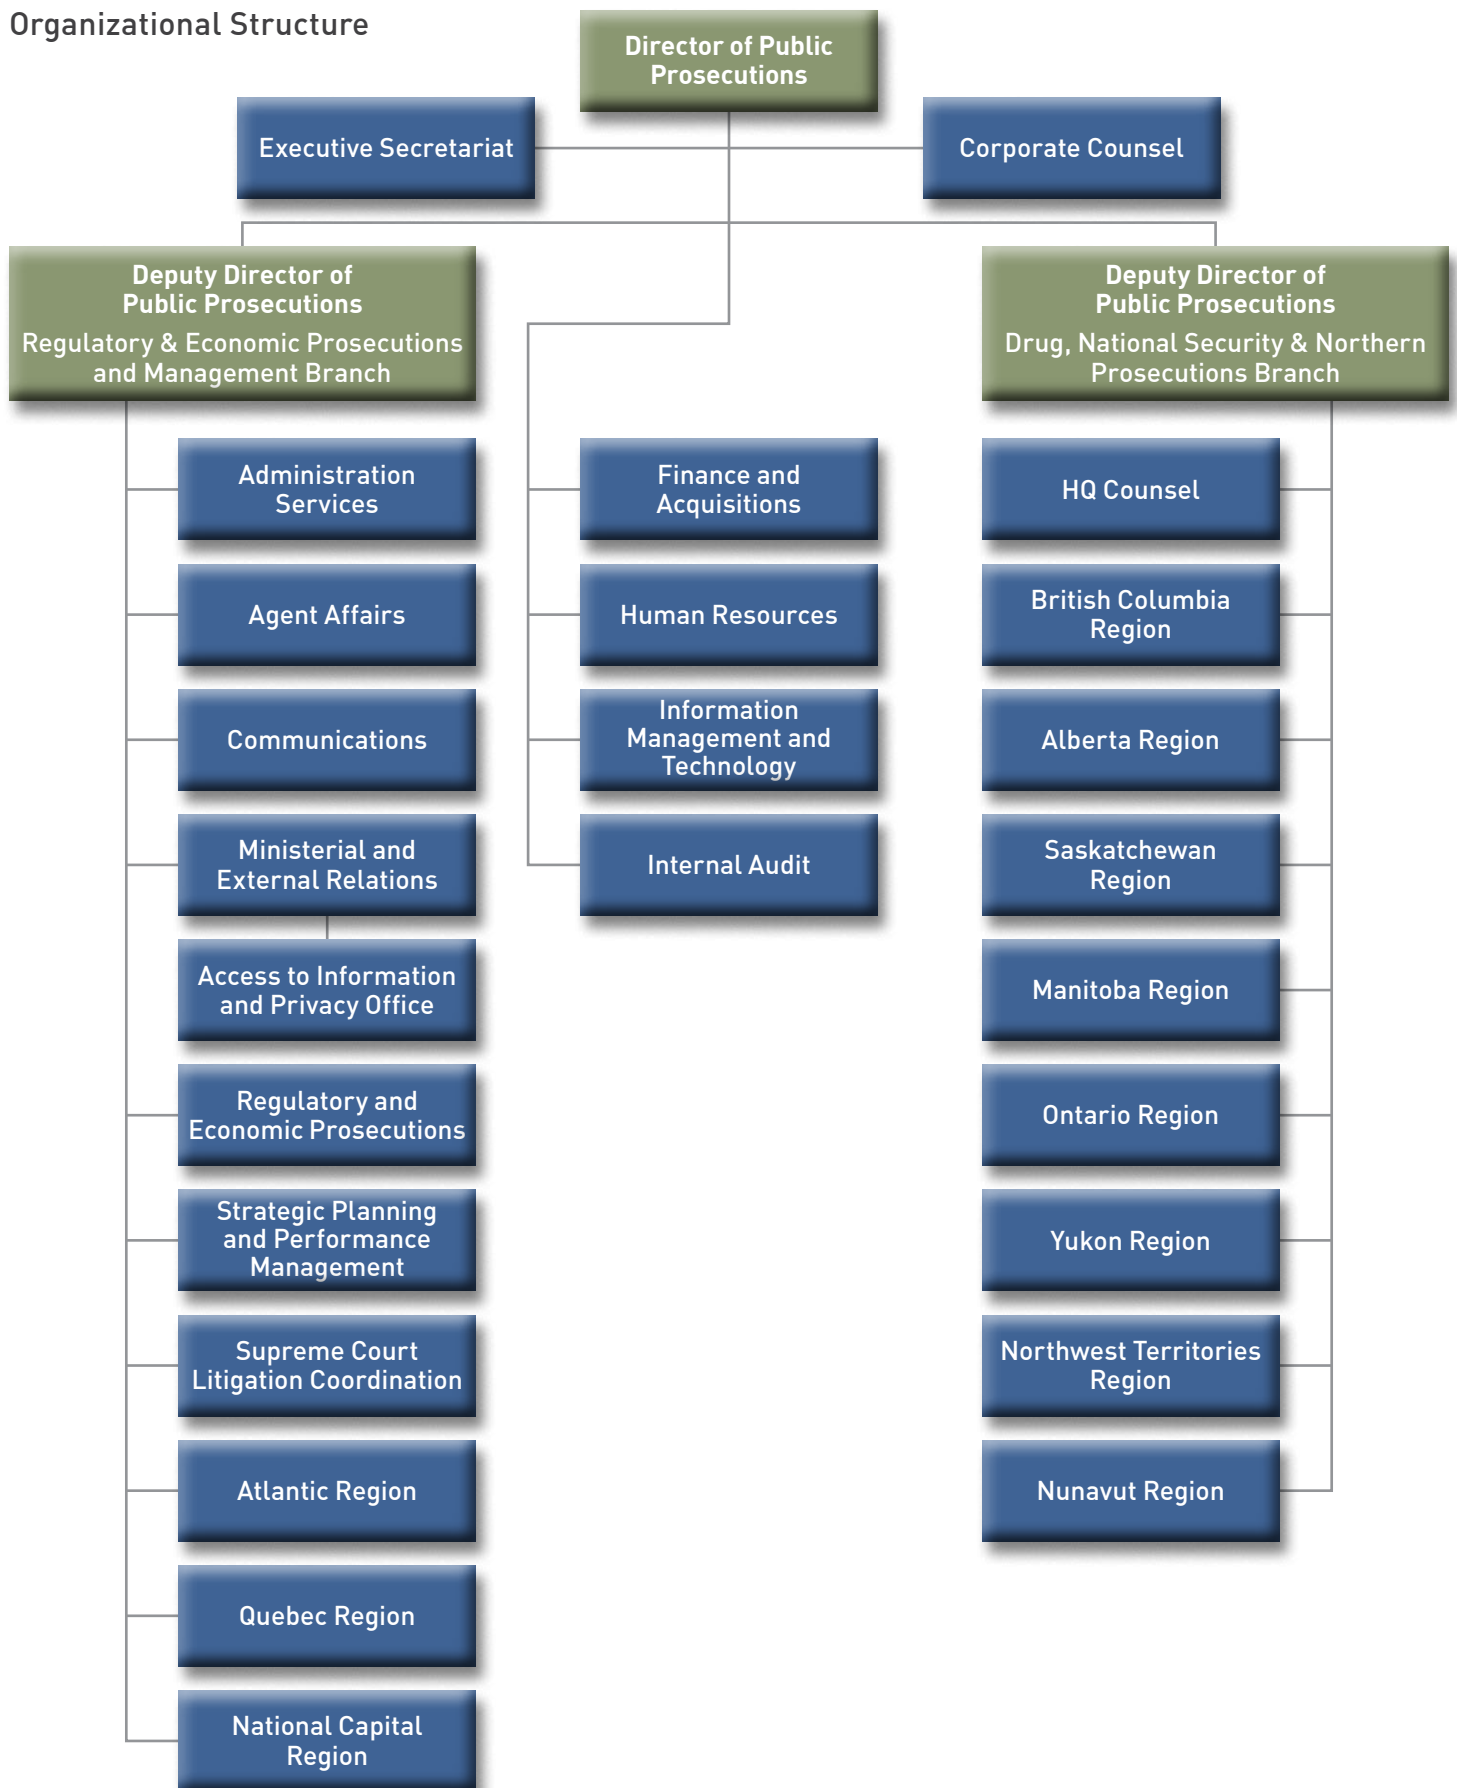 Organizational Structure
Director of Public
Prosecutions
Executive Secretariat
Corporate Counsel
Deputy Director of
Public Prosecutions
Regulatory & Economic Prosecutions
and Management Branch
Deputy Director of
Public Prosecutions
Drug, National Security & Northern
Prosecutions Branch
Administration
Services
Agent Affairs
Communications
Ministerial and
External Relations
Access to Information
and Privacy Office
Regulatory and
Economic Prosecutions
Strategic Planning
and Performance
Management
Supreme Court
Litigation Coordination
Atlantic Region
Quebec Region
National Capital
Region
Finance and
Acquisitions
Human Resources
Information
Management and
Technology
Internal Audit
HQ Counsel
British Columbia
Region
Alberta Region
Saskatchewan
Region
Manitoba Region
Ontario Region
Yukon Region
Northwest Territories
Region
Nunavut Region